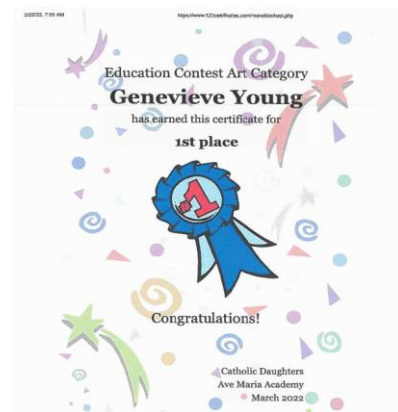 Education Contest Art Category
Genevieve Young
has earned this certificate for
1st place
#1
Congratulations!
Catholic Daughters
Ave Maria Academy
March 2022